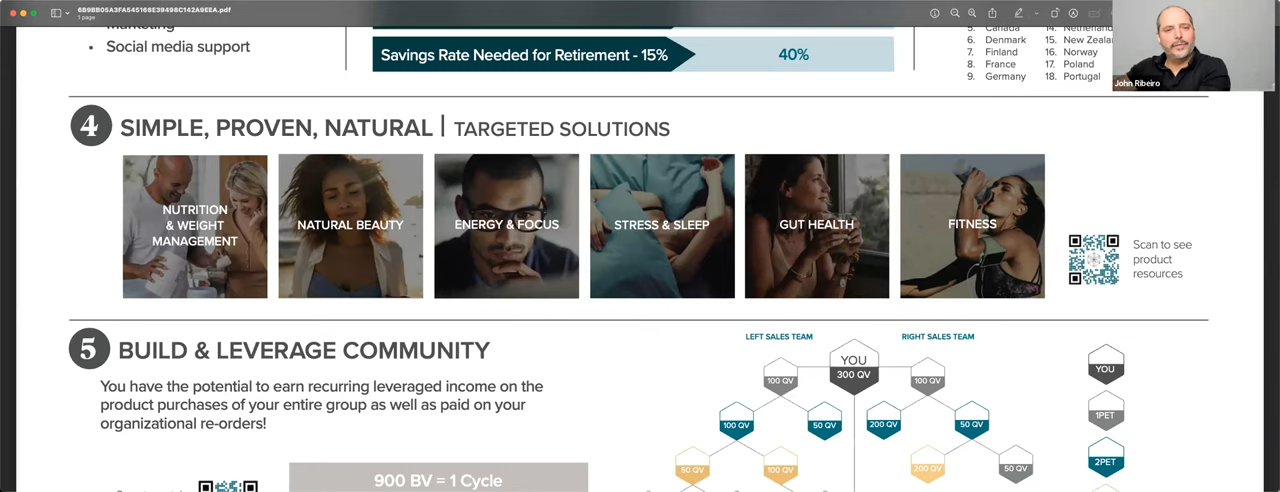 6B9BB05A3FA545168E39498C142A9EEA.pdf
1 page
Marketing
• Social media support
Savings Rate Needed for Retirement - 15%
40%
5. Canada
6. Denmark
7. Finland
8. France
9. Germany
15. New Zeala
16. Norway
17. Poland
18. Portugal
John Ribeiro
4 SIMPLE, PROVEN, NATURAL | TARGETED SOLUTIONS
NUTRITION
& WEIGHT
MANAGEMENT
NATURAL BEAUTY
ENERGY & FOCUS
STRESS & SLEEP
GUT HEALTH
FITNESS
Scan to see
product
resources
5 BUILD & LEVERAGE COMMUNITY
You have the potential to earn recurring leveraged income on the
product purchases of your entire group as well as paid on your
organizational re-orders!
900 BV = 1 Cycle
LEFT SALES TEAM
RIGHT SALES TEAM
YOU
300 QV
100 QV
100 QV
100 QV
50 QV
200 QV
50 QV
50 QV
100 QV
200 QV
50 QV
YOU
1PET
2PET